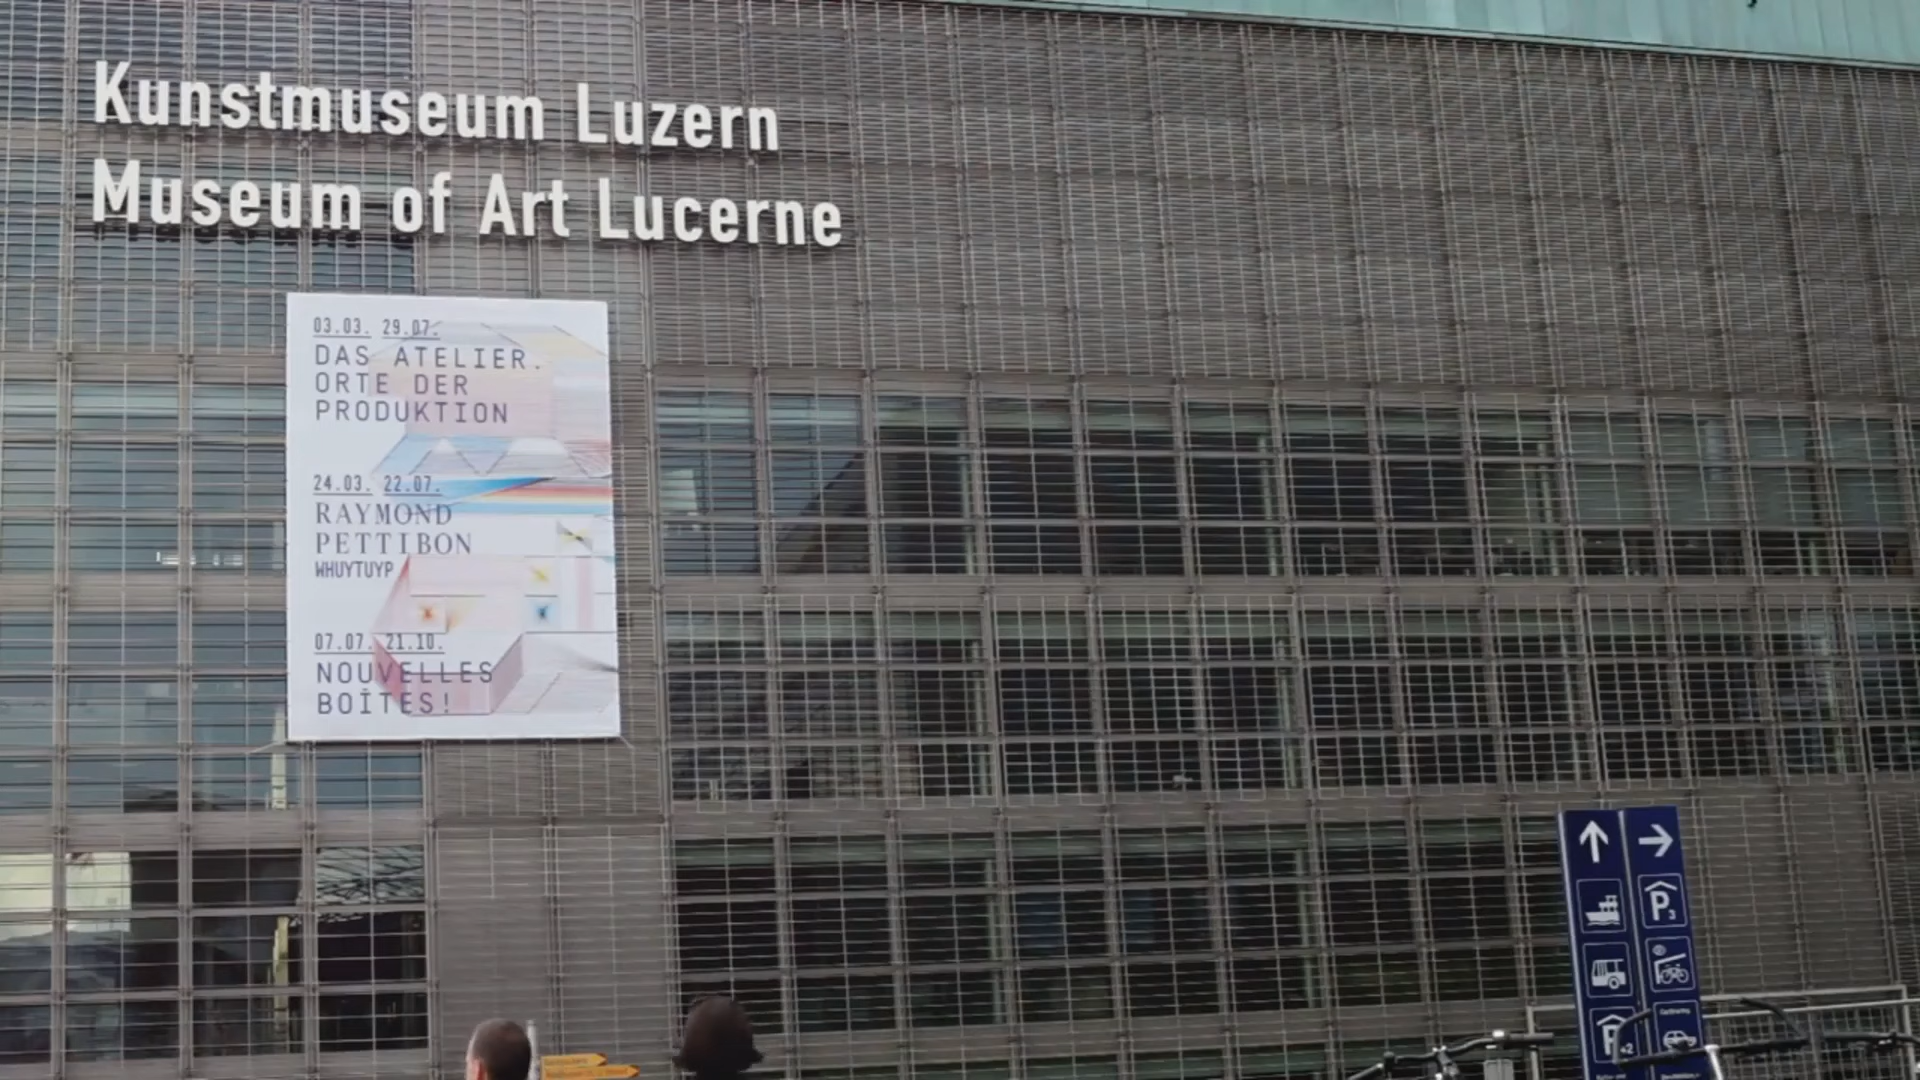 Kunstmuseum Luzern
Museum of Art Lucerne
03.03. 29.07.
DAS ATELIER.
ORTE DER
PRODUKTION
24.03. 22.07.
RAYMOND
PETTIBON
WHUYTUYP
07.07. 21.10.
NOUVELLES
BOÎTES!
P3
P